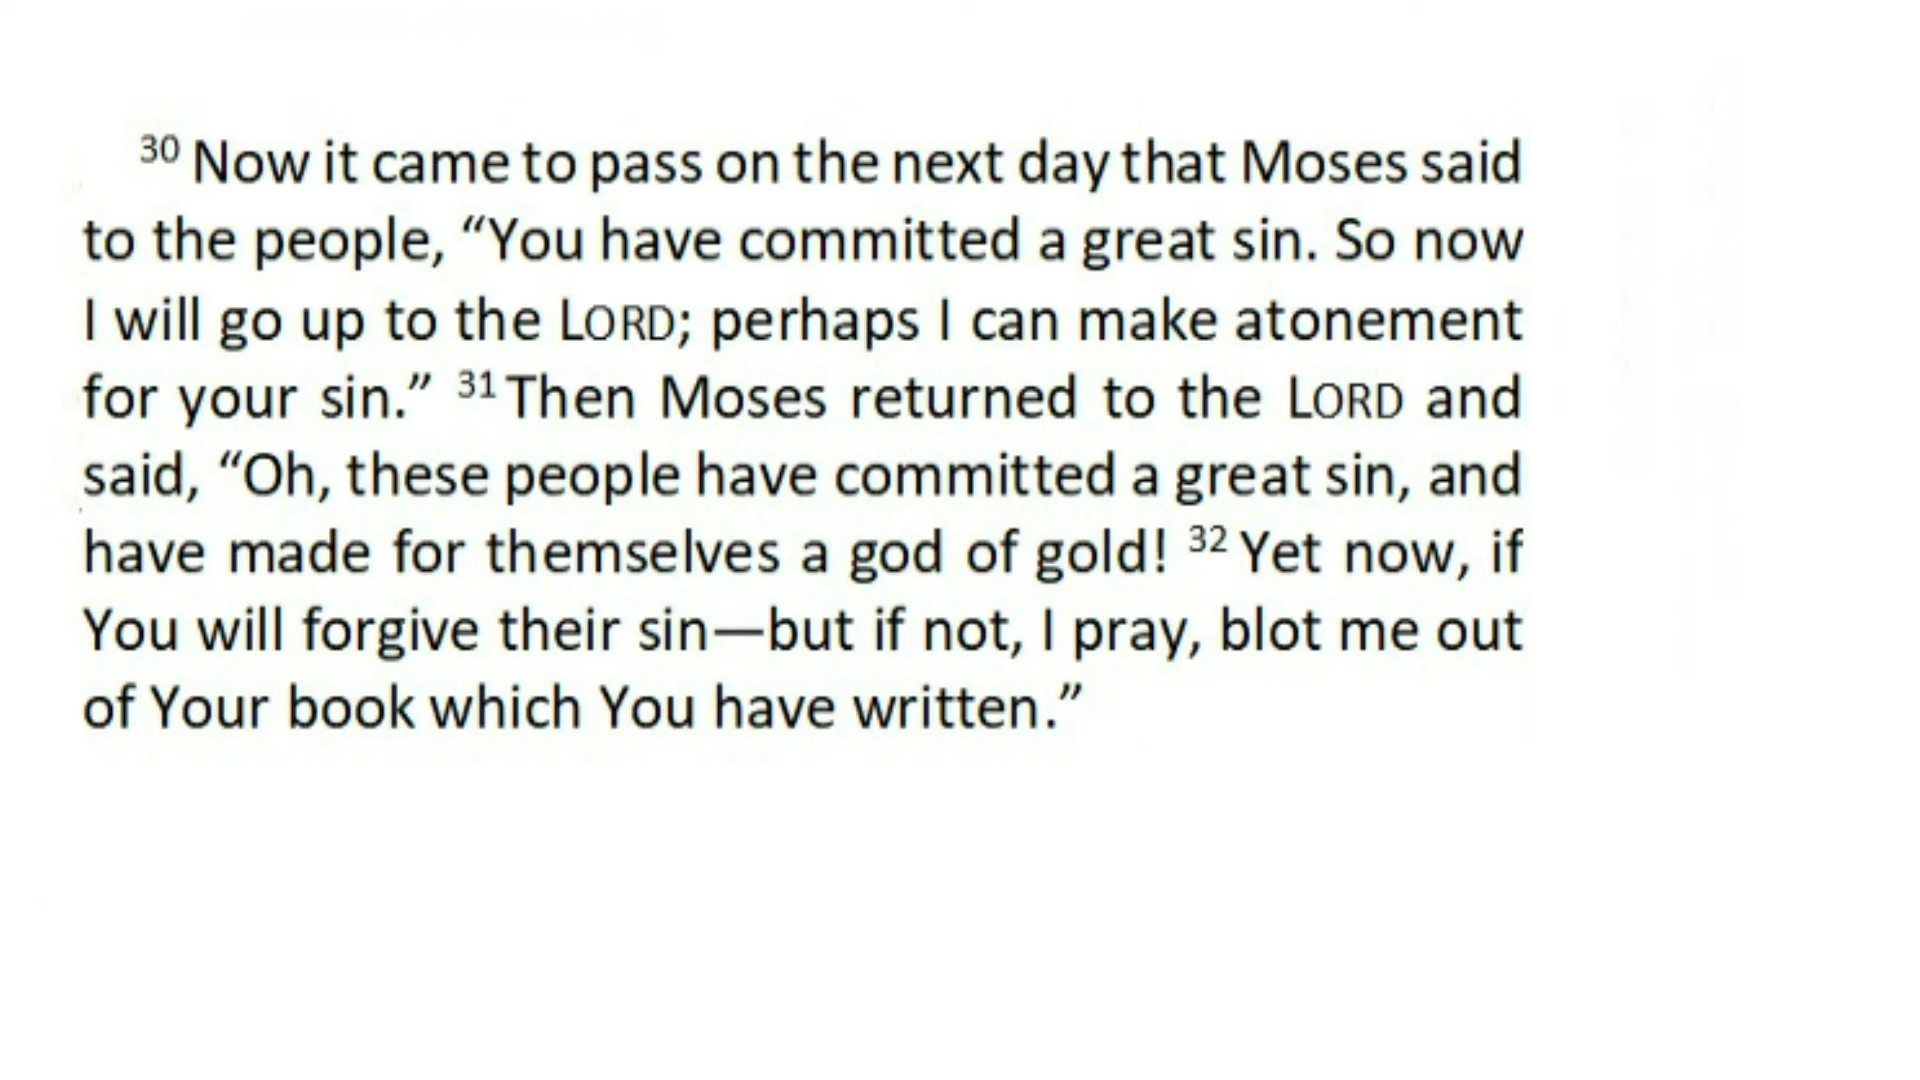 30 Now it came to pass on the next day that Moses said
to the people, “You have committed a great sin. So now
I will go up to the LORD; perhaps I can make atonement
for your sin.” 31 Then Moses returned to the LORD and
said, “Oh, these people have committed a great sin, and
have made for themselves a god of gold! 32 Yet now, if
You will forgive their sin—but if not, I pray, blot me out
of Your book which You have written.”